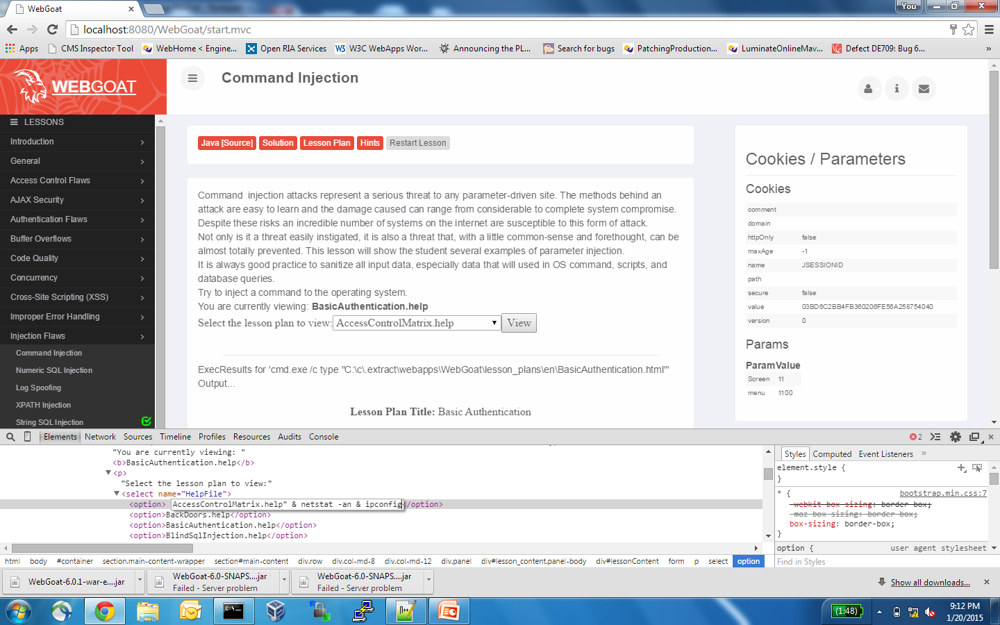 WebGoat
You
localhost:8080/WebGoat/start.mvc
Apps
CMS Inspector Tool
WebHome < Engine...
Open RIA Services
W3C WebApps Wor...
Announcing the PL...
Search for bugs
PatchingProduction...
LuminateOnlineMav...
Defect DE709: Bug 6...
»
WEBGOAT
Command Injection
LESSONS
Introduction
General
Access Control Flaws
AJAX Security
Authentication Flaws
Buffer Overflows
Code Quality
Concurrency
Cross-Site Scripting (XSS)
Improper Error Handling
Injection Flaws
Command Injection
Numeric SQL Injection
Log Spoofing
XPATH Injection
String SQL Injection
Java [Source] Solution Lesson Plan Hints Restart Lesson
Command injection attacks represent a serious threat to any parameter-driven site. The methods behind an
attack are easy to learn and the damage caused can range from considerable to complete system compromise.
Despite these risks an incredible number of systems on the internet are susceptible to this form of attack.
Not only is it a threat easily instigated, it is also a threat that, with a little common-sense and forethought, can be
almost totally prevented. This lesson will show the student several examples of parameter injection.
It is always good practice to sanitize all input data, especially data that will used in OS command, scripts, and
database queries.
Try to inject a command to the operating system.
You are currently viewing: BasicAuthentication.help
Select the lesson plan to view: AccessControlMatrix.help View
ExecResults for 'cmd.exe /c type "C:\c\.extract\webapps\WebGoat\lesson_plans\en\BasicAuthentication.html"'
Output...
Lesson Plan Title: Basic Authentication
Cookies / Parameters
Cookies
comment
domain
httpOnly false
maxAge -1
name JSESSIONID
path
secure false
value 03BD6C2BB4FB360206FE56A258754040
version 0
Params
ParamValue
Screen 11
menu 1100
Elements Network Sources Timeline Profiles Resources Audits Console
2
"You are currently viewing: "
<b>BasicAuthentication.help</b>
<p>
"Select the lesson plan to view:"
<select name="HelpFile">
<option> AccessControlMatrix.help" & netstat -an & ipconfig</option>
<option>BackDoors.help</option>
<option>BasicAuthentication.help</option>
<option>BlindSqlInjection.help</option>
Styles Computed Event Listeners »
element.style {
}
* { bootstrap.min.css:7
-webkit-box-sizing: border-box;
-moz-box-sizing: border-box;
box-sizing: border-box;
}
option { user agent stylesheet
Find in Styles
html body #container section.main-content-wrapper section#main-content div.row div.col-md-8 div.col-md-12 div.panel div#lesson_content.panel-body div#lessonContent form p select option
WebGoat-6.0.1-war-e....jar
WebGoat-6.0-SNAPS....jar
Failed - Server problem
WebGoat-6.0-SNAPS....jar
Failed - Server problem
Show all downloads...
(1:48)
9:12 PM
1/20/2015